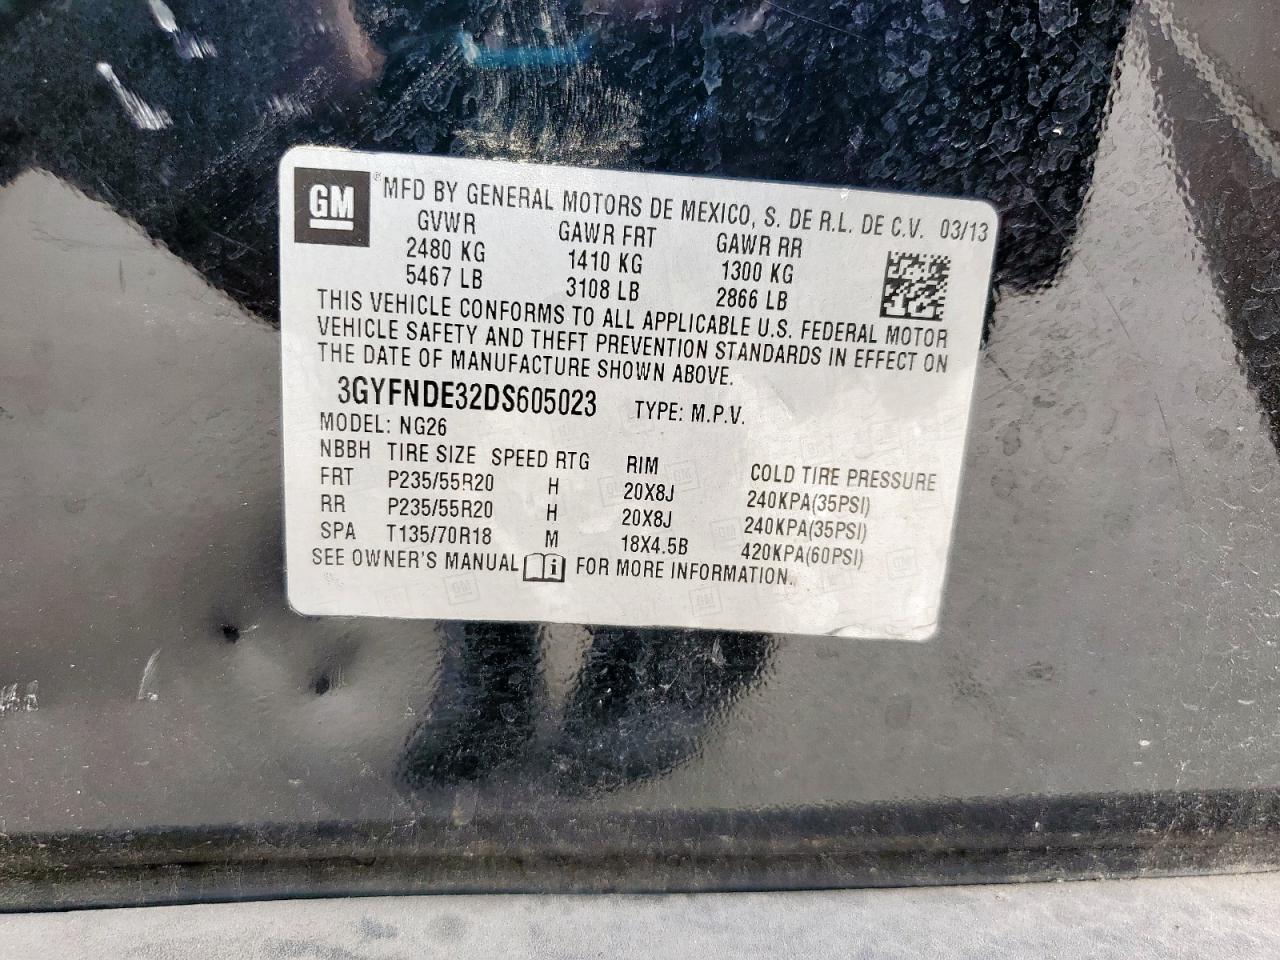 GM ® MFD BY GENERAL MOTORS DE MEXICO, S. DE R.L. DE C.V. 03/13
GVWR GAWR FRT GAWR RR
2480 KG 1410 KG 1300 KG
5467 LB 3108 LB 2866 LB
THIS VEHICLE CONFORMS TO ALL APPLICABLE U.S. FEDERAL MOTOR
VEHICLE SAFETY AND THEFT PREVENTION STANDARDS IN EFFECT ON
THE DATE OF MANUFACTURE SHOWN ABOVE.
3GYFNDE32DS605023 TYPE: M.P.V.
MODEL: NG26
NBBH TIRE SIZE SPEED RTG RIM COLD TIRE PRESSURE
FRT P235/55R20 H 20X8J 240KPA(35PSI)
RR P235/55R20 H 20X8J 240KPA(35PSI)
SPA T135/70R18 M 18X4.5B 420KPA(60PSI)
SEE OWNER'S MANUAL i FOR MORE INFORMATION.